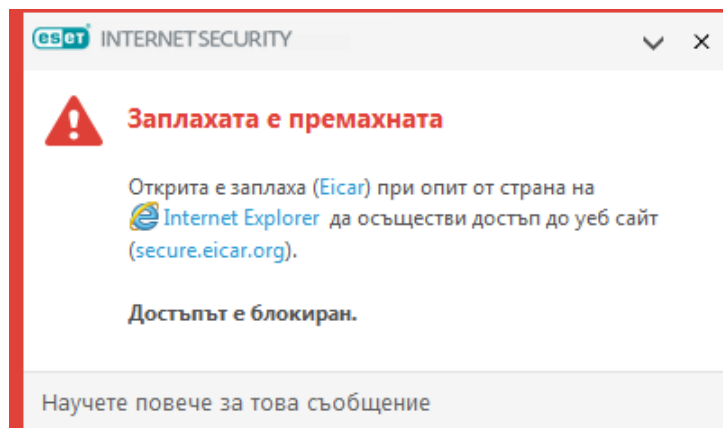 eseT INTERNET SECURITY
Заплахата е премахната
Открита е заплаха (Eicar) при опит от страна на
Internet Explorer да осъществи достъп до уеб сайт
(secure.eicar.org).
Достъпът е блокиран.
Научете повече за това съобщение